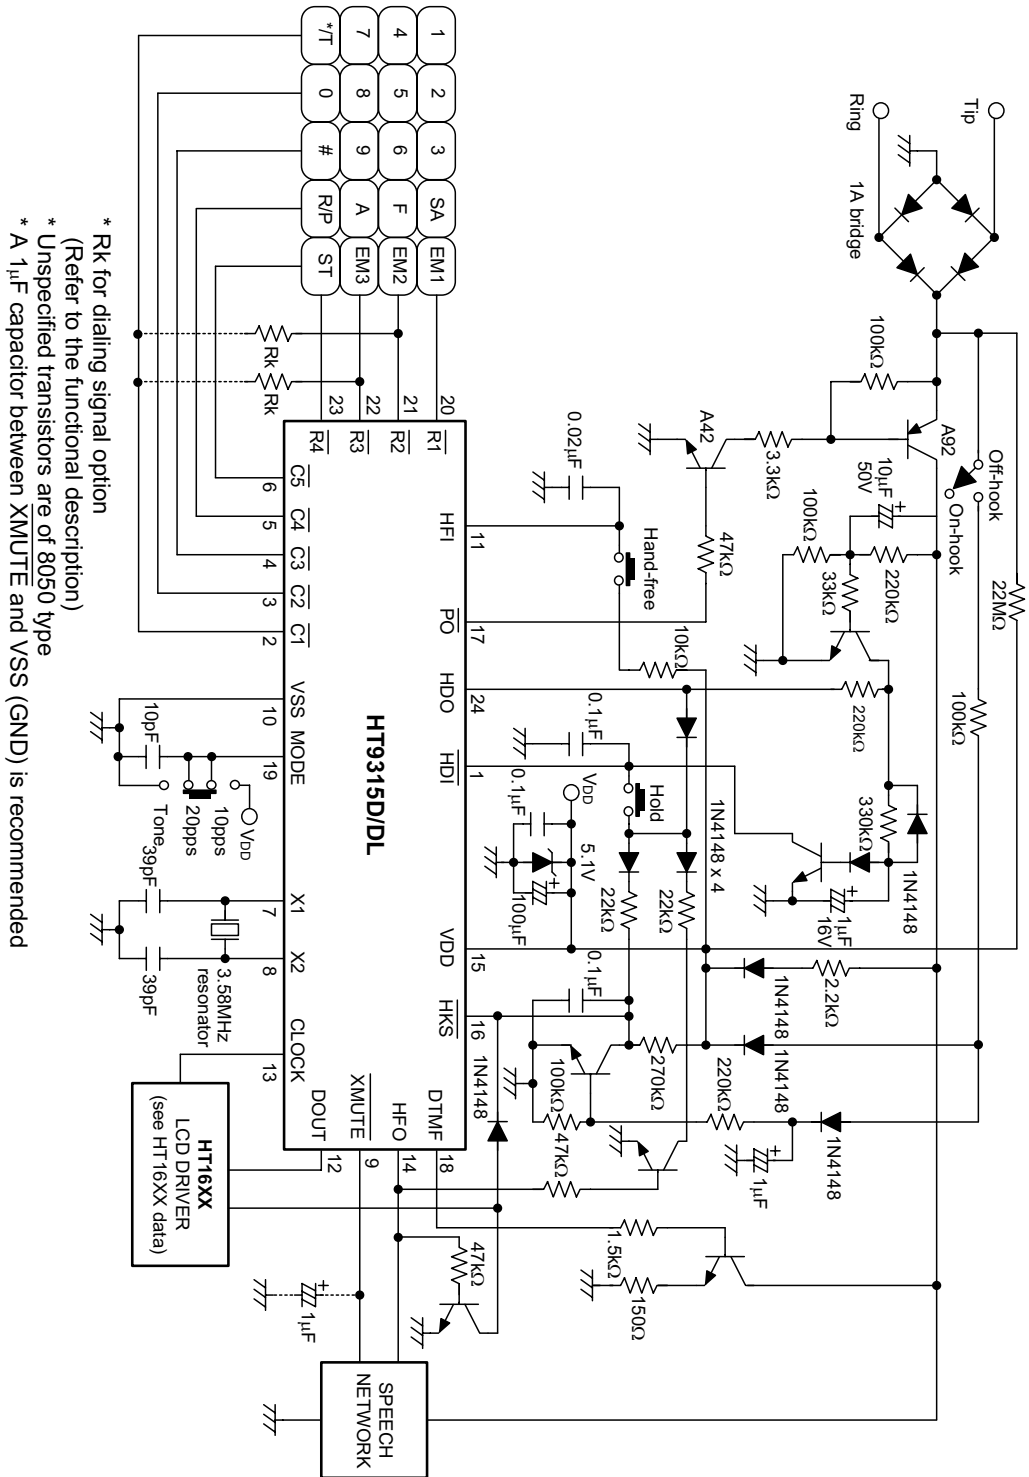 Tip
Ring
1A bridge
100kΩ
A92
Off-hook
On-hook
22MΩ
100kΩ
3.3kΩ
A42
47kΩ
10µF
50V
100kΩ
220kΩ
33kΩ
220kΩ
330kΩ
1N4148
1µF
16V
2.2kΩ
1N4148
1N4148
1N4148
220kΩ
1µF
0.02µF
Hand-free
10kΩ
0.1µF
Hold
1N4148 x 4
22kΩ
22kΩ
VDD
5.1V
0.1µF
100µF
0.1µF
270kΩ
100kΩ
47kΩ
1N4148
1.5kΩ
150Ω
47kΩ
1µF
SPEECH
NETWORK
1 2 3 SA EM1
4 5 6 F EM2
7 8 9 A EM3
*/T 0 # R/P ST
Rk
Rk
20 21 22 23
R1 R2 R3 R4
HFI 11
PO 17
HDO 24
HDI 1
VDD 15
HKS 16
HT9315D/DL
C5 6
C4 5
C3 4
C2 3
C1 2
VSS 10
MODE 19
X1 7
X2 8
CLOCK 13
DTMF 18
HFO 14
XMUTE 9
DOUT 12
10pF
VDD
10pps
20pps
Tone
39pF
39pF
3.58MHz
resonator
HT16XX
LCD DRIVER
(see HT16XX data)
* Rk for dialing signal option
(Refer to the functional description)
* Unspecified transistors are of 8050 type
* A 1µF capacitor between XMUTE and VSS (GND) is recommended